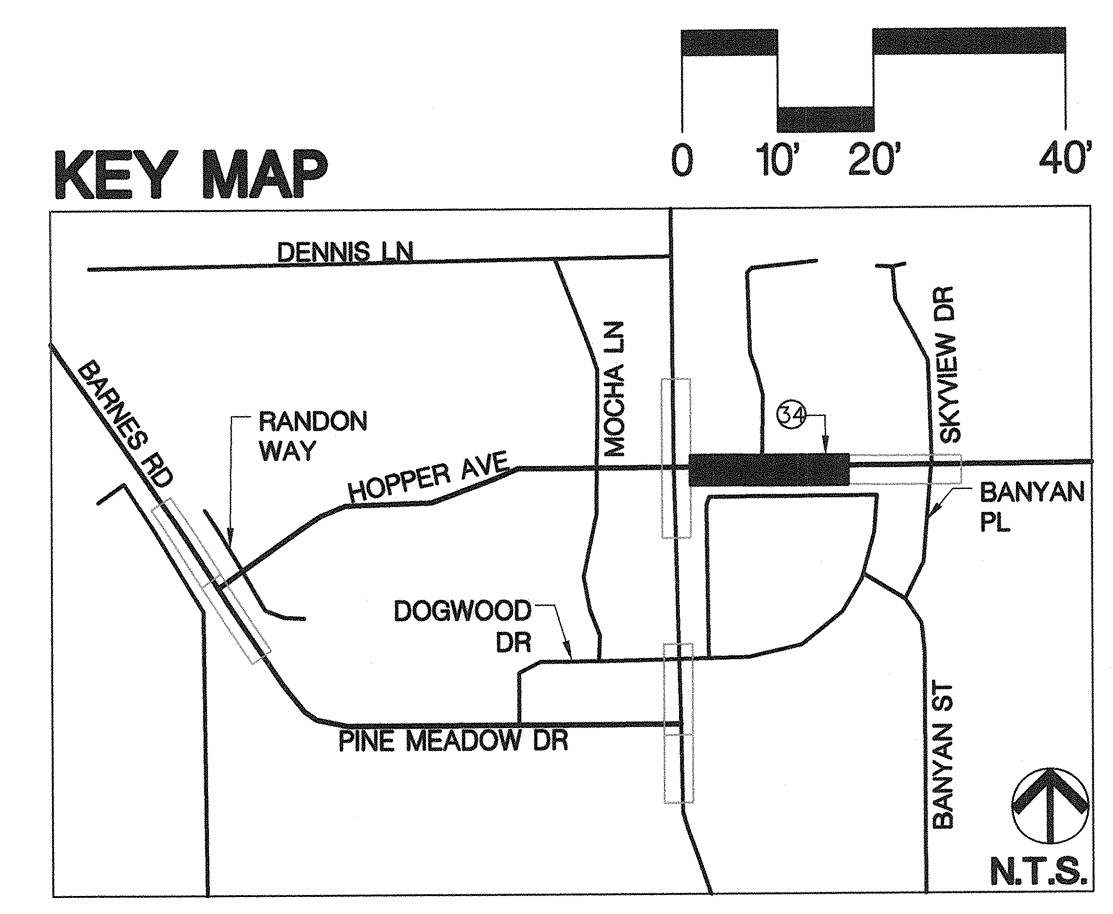 0 10' 20' 40'
KEY MAP
DENNIS LN
BARNES RD
RANDON
WAY
HOPPER AVE
MOCHA LN
34
SKYVIEW DR
BANYAN
PL
DOGWOOD
DR
PINE MEADOW DR
BANYAN ST
N.T.S.